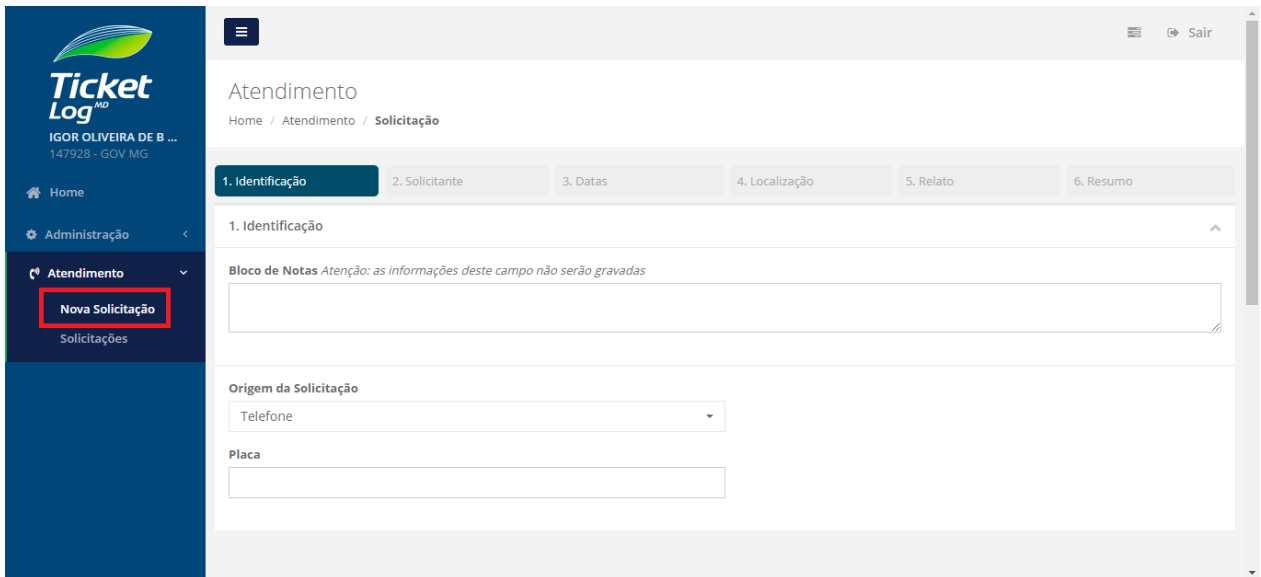 Ticket
Log MD
IGOR OLIVEIRA DE B ...
147928 - GOV MG
Home
Administração
Atendimento
Nova Solicitação
Solicitações
Sair
Atendimento
Home / Atendimento / Solicitação
1. Identificação
2. Solicitante
3. Datas
4. Localização
5. Relato
6. Resumo
1. Identificação
Bloco de Notas Atenção: as informações deste campo não serão gravadas
Origem da Solicitação
Telefone
Placa